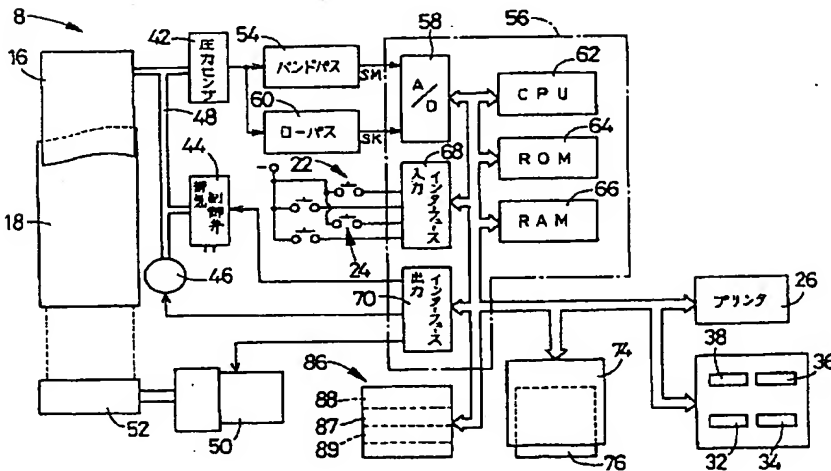 8
16
18
42
圧力センサ
48
44
排気制御弁
46
52
50
54
バンドパス
SM
60
ローパス
SK
22
24
56
58
A/D
68
入力インターフェース
70
出力インターフェース
62
CPU
64
ROM
66
RAM
プリンタ
26
86
88
87
89
74
76
38
36
32
34